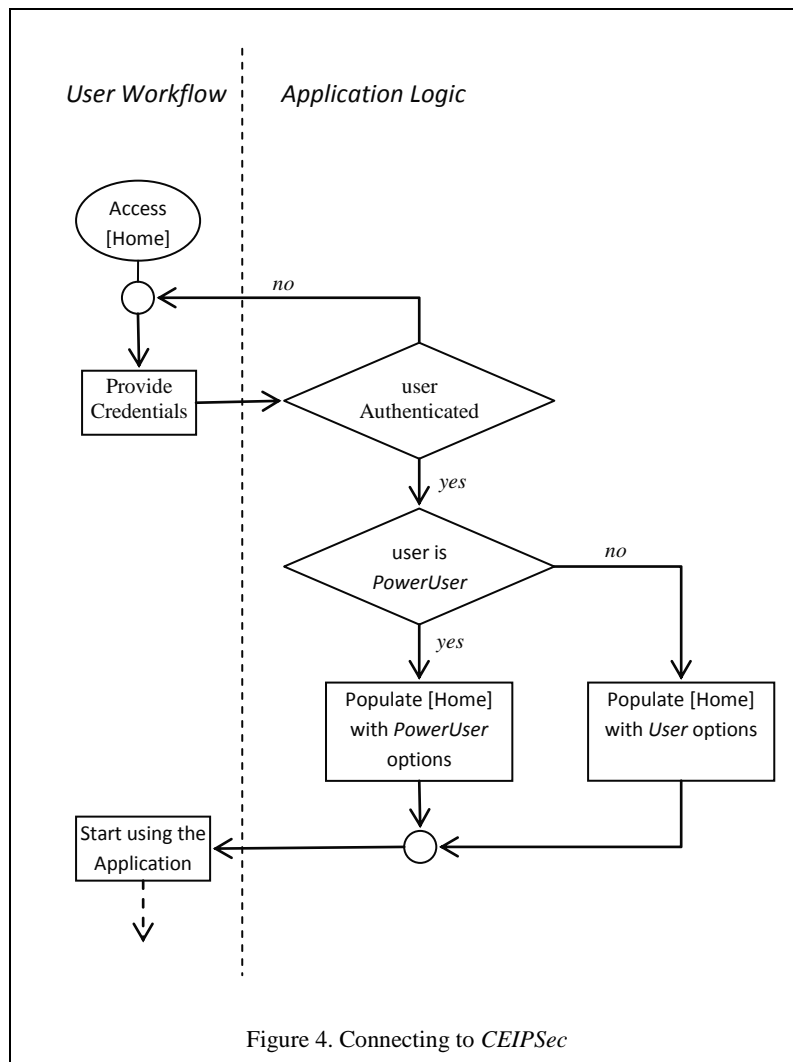 User Workflow
Application Logic
Access
[Home]
no
Provide
Credentials
user
Authenticated
yes
user is
PowerUser
no
yes
Populate [Home]
with PowerUser
options
Populate [Home]
with User options
Start using the
Application
Figure 4. Connecting to CEIPSec